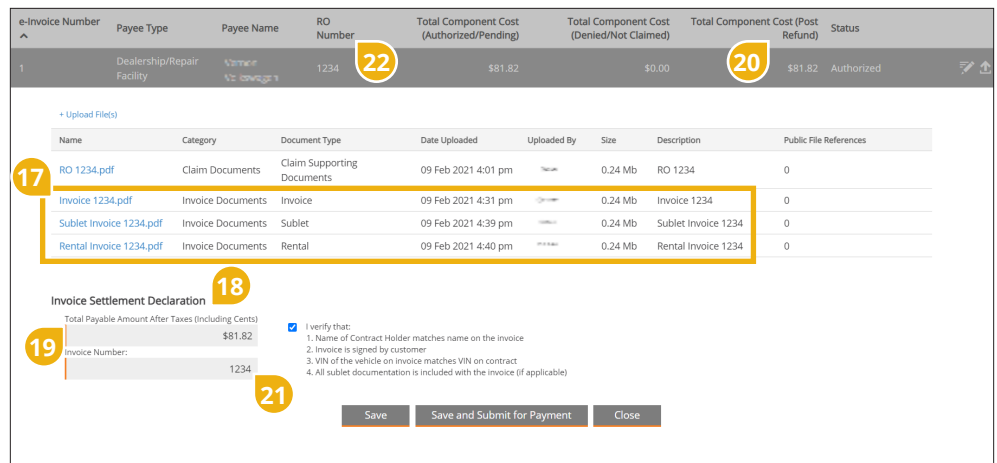 e-Invoice Number Payee Type Payee Name RO Number Total Component Cost (Authorized/Pending) Total Component Cost (Denied/Not Claimed) Total Component Cost (Post Refund) Status
22 20
1 Dealership/Repair Facility 1234 $81.82 $0.00 $81.82 Authorized
+ Upload File(s)
Name Category Document Type Date Uploaded Uploaded By Size Description Public File References
17
RO 1234.pdf Claim Documents Claim Supporting Documents 09 Feb 2021 4:01 pm 0.24 Mb RO 1234 0
Invoice 1234.pdf Invoice Documents Invoice 09 Feb 2021 4:31 pm 0.24 Mb Invoice 1234 0
Sublet Invoice 1234.pdf Invoice Documents Sublet 09 Feb 2021 4:39 pm 0.24 Mb Sublet Invoice 1234 0
Rental Invoice 1234.pdf Invoice Documents Rental 09 Feb 2021 4:40 pm 0.24 Mb Rental Invoice 1234 0
18
Invoice Settlement Declaration
Total Payable Amount After Taxes (Including Cents)
$81.82
19
Invoice Number:
1234
21
I verify that:
1. Name of Contract Holder matches name on the invoice
2. Invoice is signed by customer
3. VIN of the vehicle on invoice matches VIN on contract
4. All sublet documentation is included with the invoice (if applicable)
Save Save and Submit for Payment Close